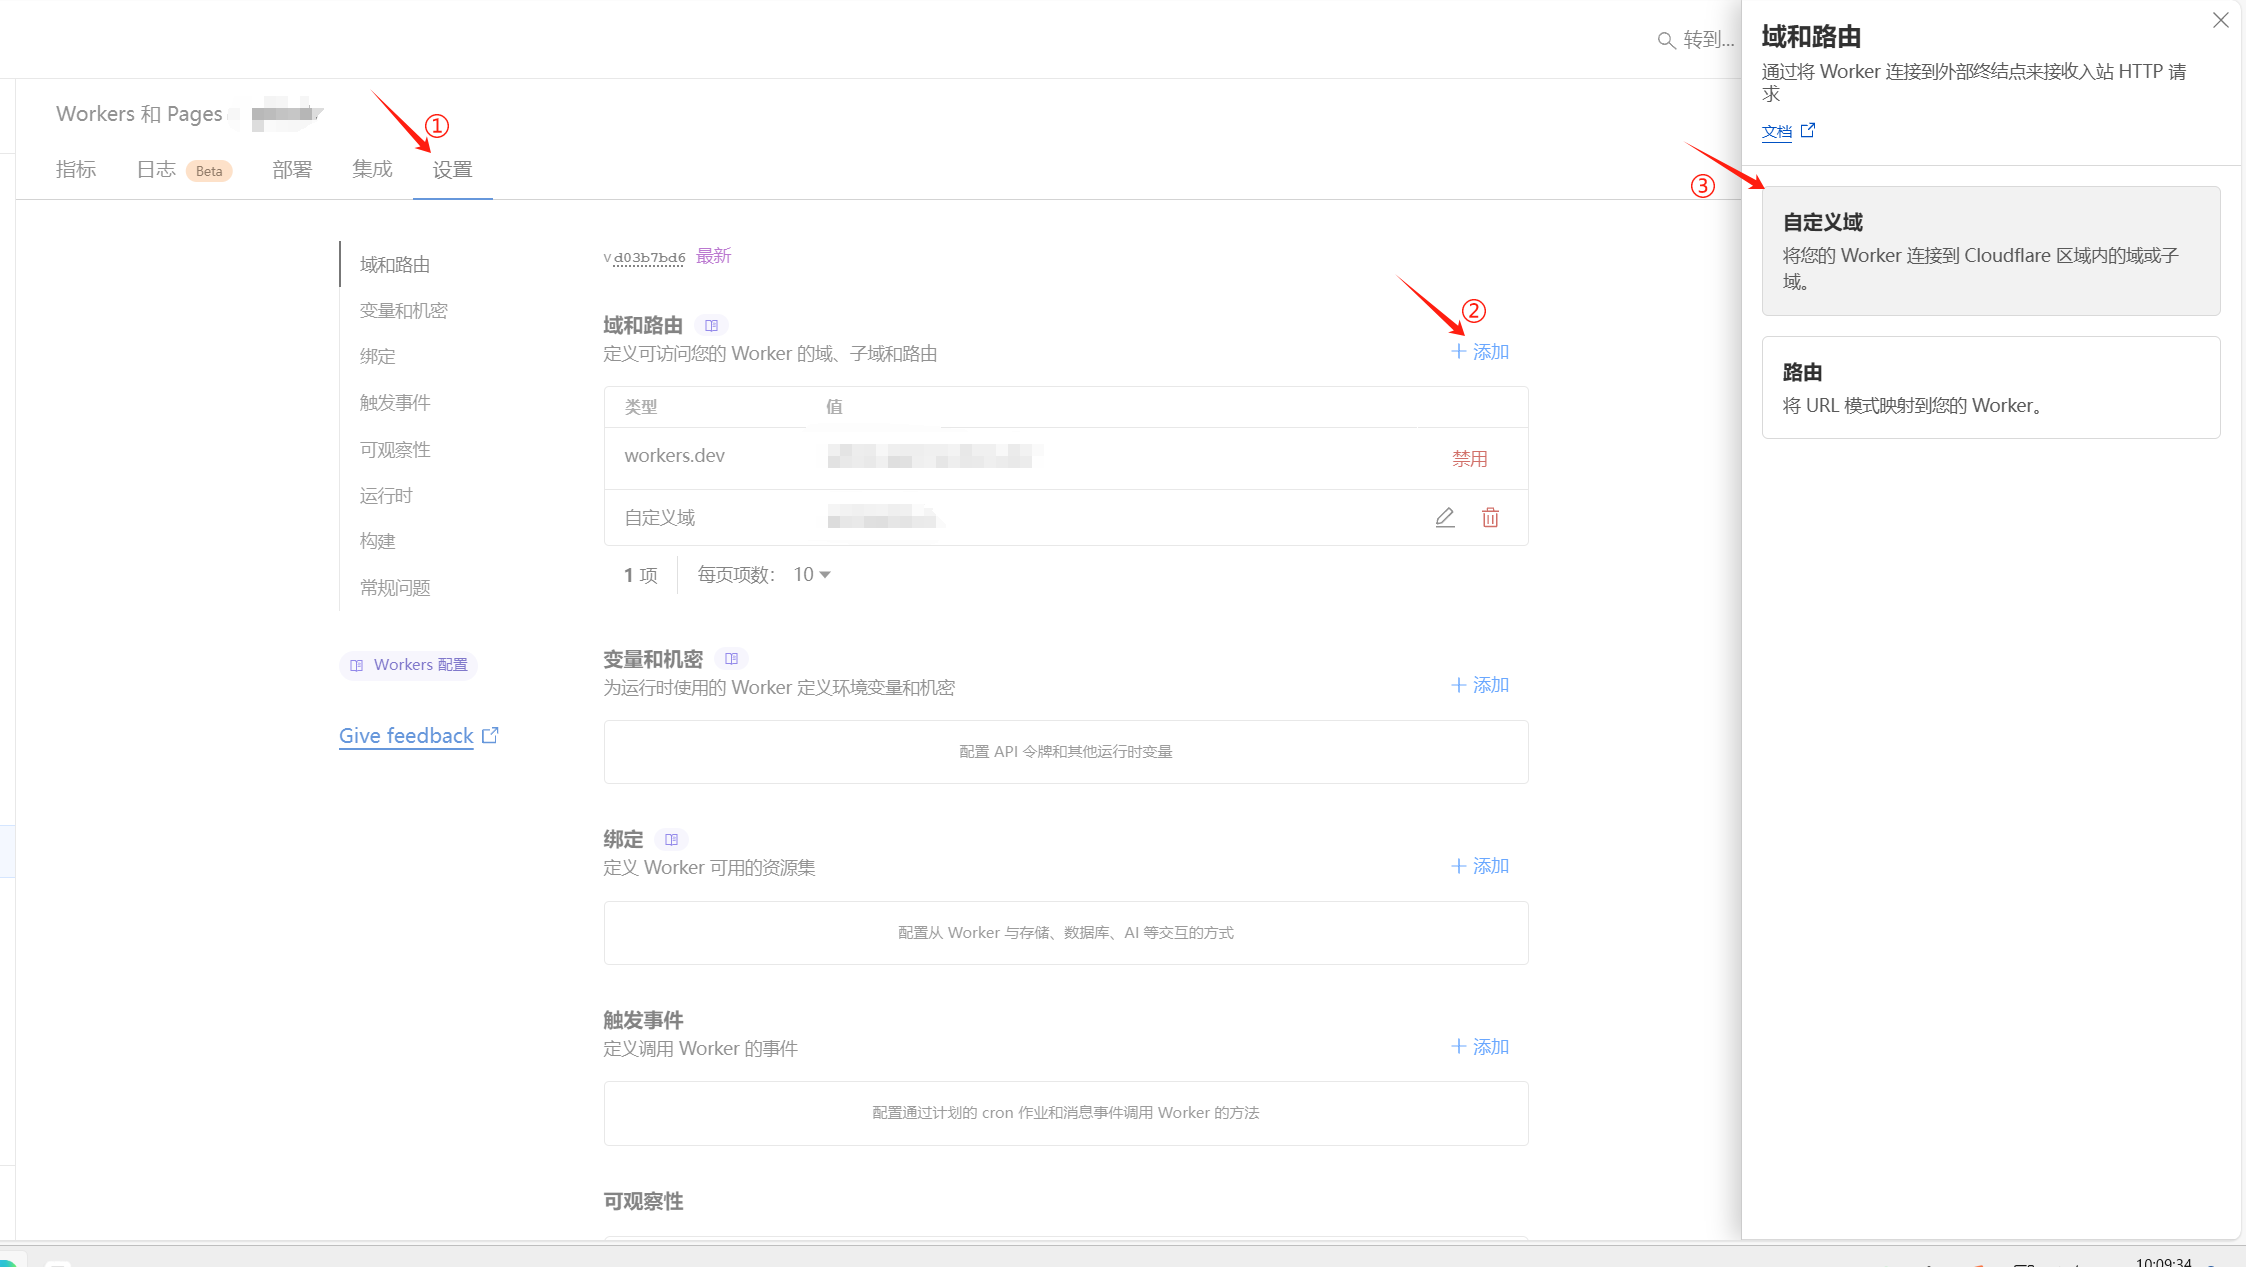 转到...
Workers 和 Pages
①
指标 日志 Beta 部署 集成 设置
域和路由
变量和机密
绑定
触发事件
可观察性
运行时
构建
常规问题
Workers 配置
Give feedback
v d03b7bd6 最新
域和路由
定义可访问您的 Worker 的域、子域和路由
②
+ 添加
类型 值
workers.dev 禁用
自定义域
1 项 每页项数: 10
变量和机密
为运行时使用的 Worker 定义环境变量和机密
+ 添加
配置 API 令牌和其他运行时变量
绑定
定义 Worker 可用的资源集
+ 添加
配置从 Worker 与存储、数据库、AI 等交互的方式
触发事件
定义调用 Worker 的事件
+ 添加
配置通过计划的 cron 作业和消息事件调用 Worker 的方法
可观察性
域和路由
通过将 Worker 连接到外部终结点来接收入站 HTTP 请
求
文档
③
自定义域
将您的 Worker 连接到 Cloudflare 区域内的域或子
域。
路由
将 URL 模式映射到您的 Worker。
10:09:34